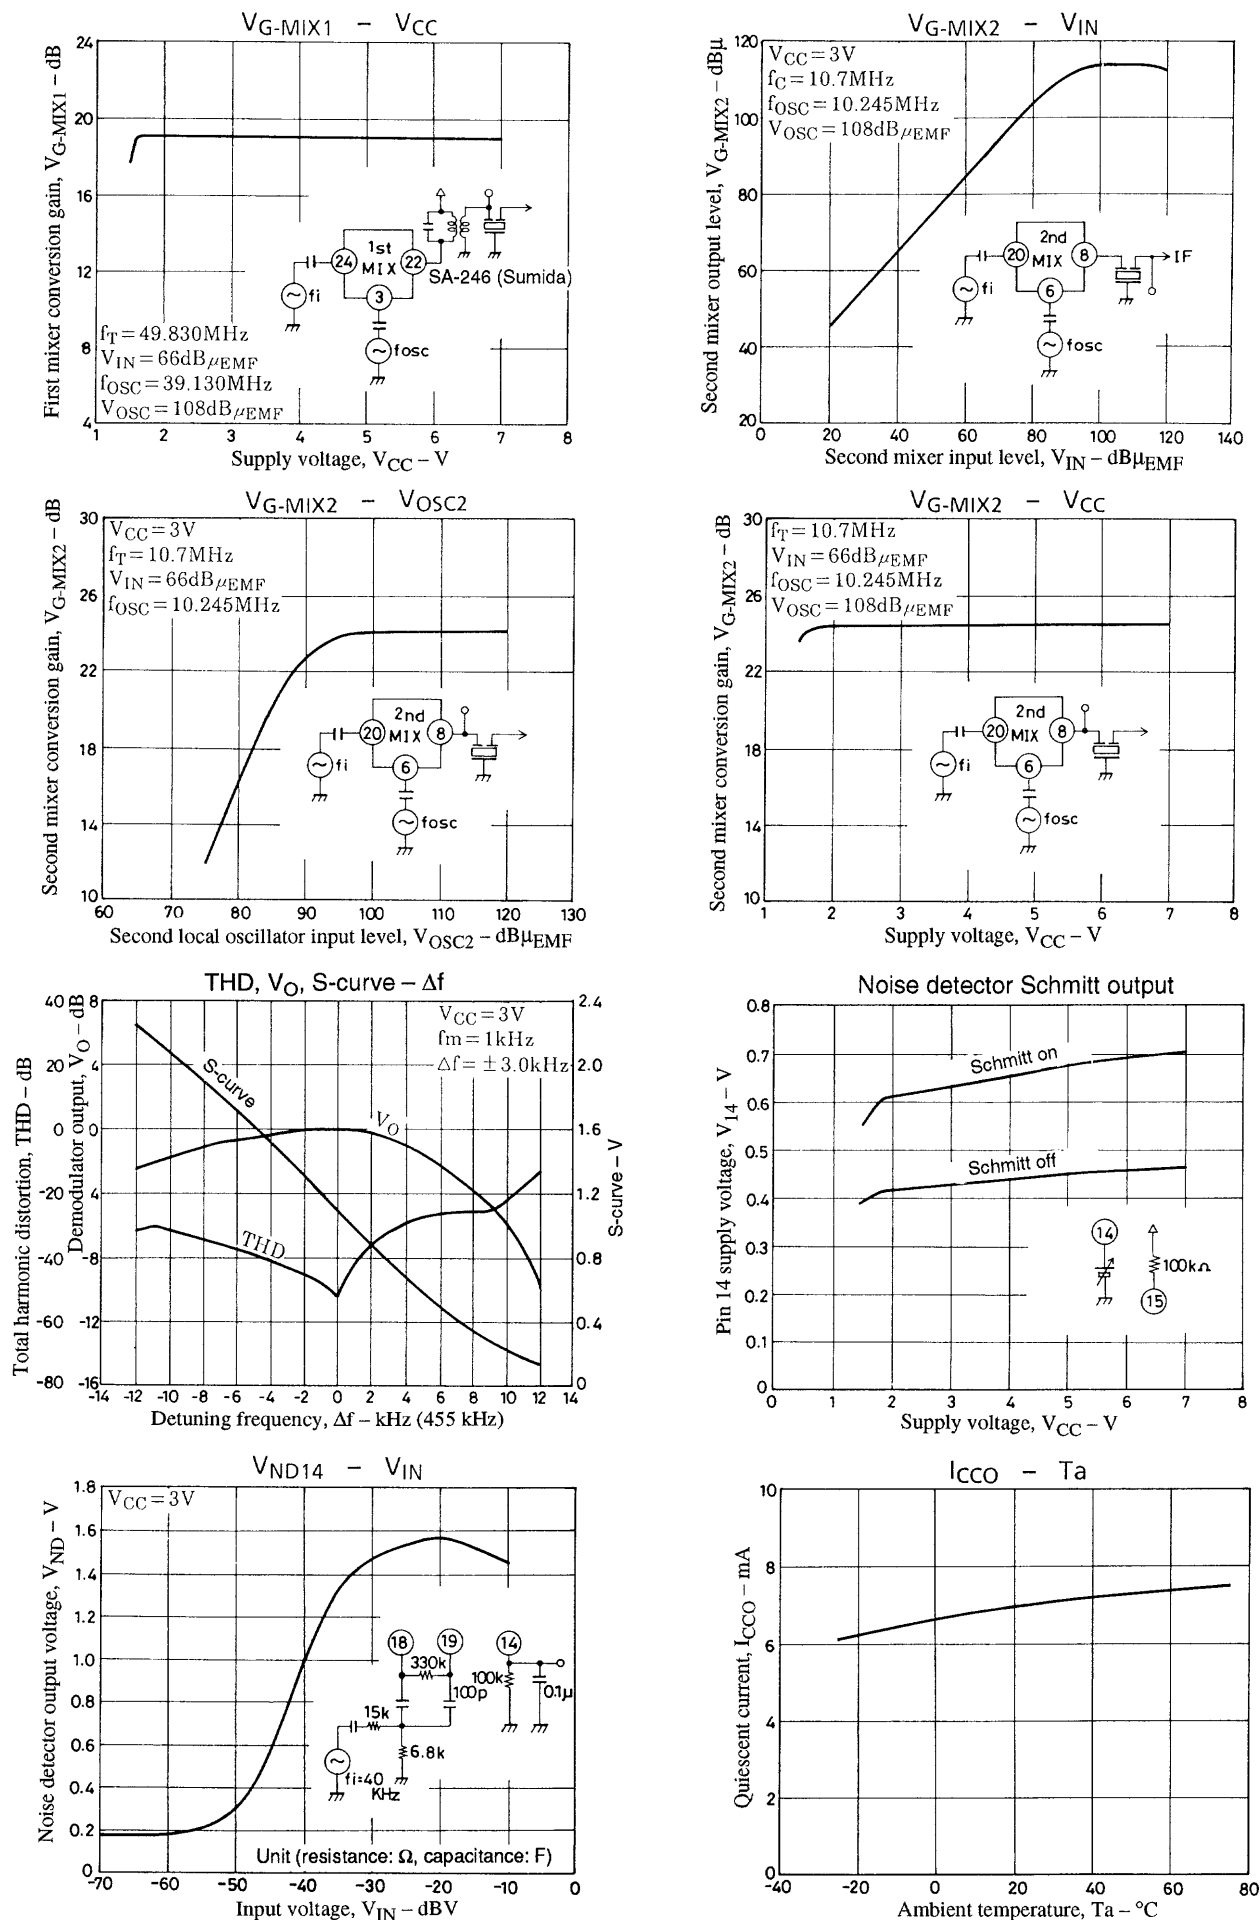 VG-MIX1 – VCC
First mixer conversion gain, VG-MIX1 – dB
24
20
16
12
8
4
1st
MIX
24
22
3
fi
fosc
SA-246 (Sumida)
fT = 49.830MHz
VIN = 66dBμEMF
fOSC = 39.130MHz
VOSC = 108dBμEMF
1 2 3 4 5 6 7 8
Supply voltage, VCC – V
VG-MIX2 – VIN
Second mixer output level, VG-MIX2 – dBμ
120
100
80
60
40
20
VCC = 3V
fC = 10.7MHz
fOSC = 10.245MHz
VOSC = 108dBμEMF
2nd
MIX
20
8
6
IF
fi
fosc
0 20 40 60 80 100 120 140
Second mixer input level, VIN – dBμEMF
VG-MIX2 – VOSC2
Second mixer conversion gain, VG-MIX2 – dB
30
26
22
18
14
10
VCC = 3V
fT = 10.7MHz
VIN = 66dBμEMF
fOSC = 10.245MHz
2nd
MIX
20
8
6
fi
fosc
60 70 80 90 100 110 120 130
Second local oscillator input level, VOSC2 – dBμEMF
VG-MIX2 – VCC
Second mixer conversion gain, VG-MIX2 – dB
30
26
22
18
14
10
fT = 10.7MHz
VIN = 66dBμEMF
fOSC = 10.245MHz
VOSC = 108dBμEMF
2nd
MIX
20
8
6
fi
fosc
1 2 3 4 5 6 7 8
Supply voltage, VCC – V
THD, VO, S-curve – Δf
Total harmonic distortion, THD – dB
Demodulator output, VO – dB
40 8 2.4
20 4 2.0
0 0 1.6
-20 4 1.2
-40 -8 0.8
-60 -12 0.4
-80 -16 0
S-curve – V
VCC = 3V
fm = 1kHz
Δf = ± 3.0kHz
S-curve
VO
THD
-14 -12 -10 -8 -6 -4 -2 0 2 4 6 8 10 12 14
Detuning frequency, Δf – kHz (455 kHz)
Noise detector Schmitt output
Pin 14 supply voltage, V14 – V
0.8
0.7
0.6
0.5
0.4
0.3
0.2
0.1
0
Schmitt on
Schmitt off
14
100kΩ
15
0 1 2 3 4 5 6 7 8
Supply voltage, VCC – V
VND14 – VIN
Noise detector output voltage, VND – V
1.8
1.6
1.4
1.2
1.0
0.8
0.6
0.4
0.2
0
VCC = 3V
18
19
14
330k
100k
100p
0.1μ
15k
6.8k
fi=40
KHz
Unit (resistance: Ω, capacitance: F)
-70 -60 -50 -40 -30 -20 -10 0
Input voltage, VIN – dBV
ICCO – Ta
Quiescent current, ICCO – mA
10
8
6
4
2
0
-40 -20 0 20 40 60 80
Ambient temperature, Ta – °C